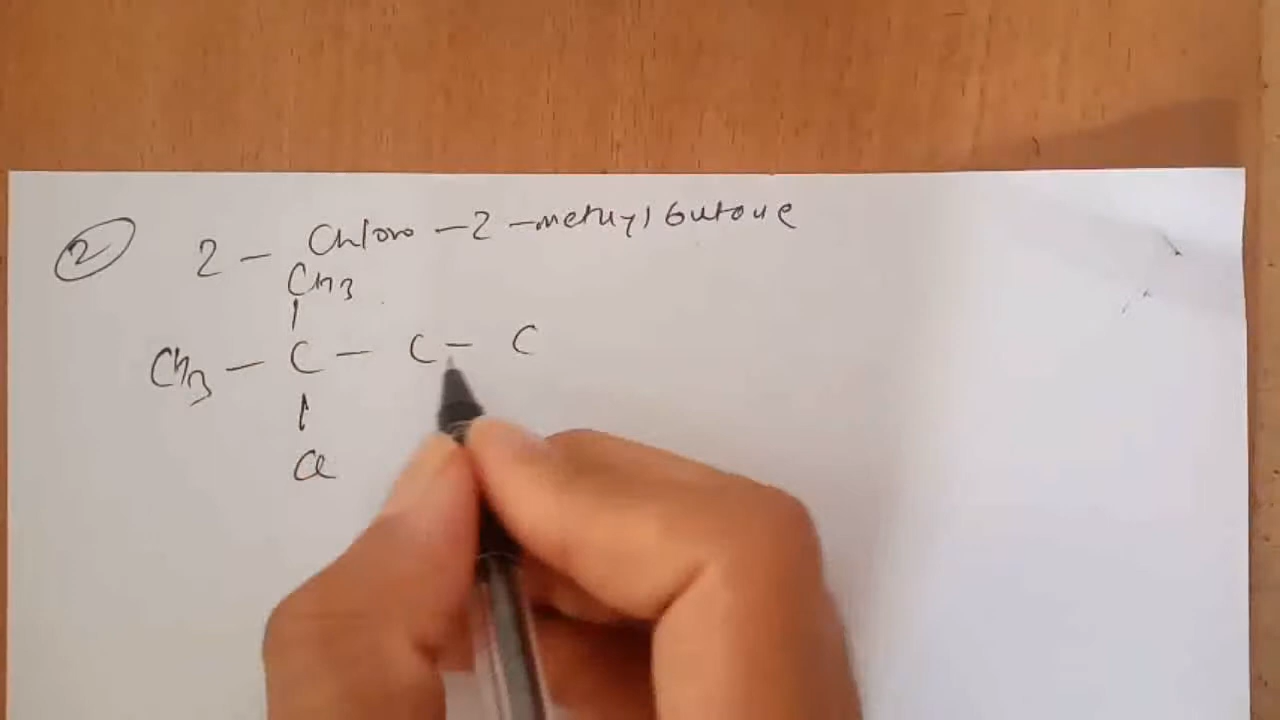 2 2 - Chloro - 2 - methyl butane
CH3
CH3 - C - C - C
Cl